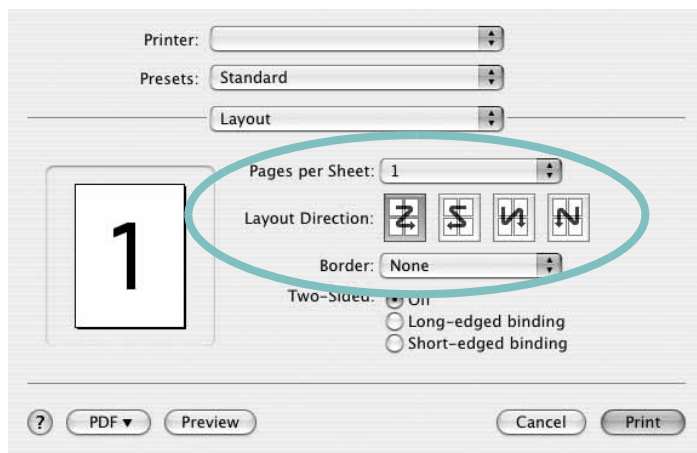 Printer:
Presets: Standard
Layout
Pages per Sheet: 1
1
Layout Direction:
Border: None
Two-Sided: Off
Long-edged binding
Short-edged binding
? PDF▼ Preview Cancel Print